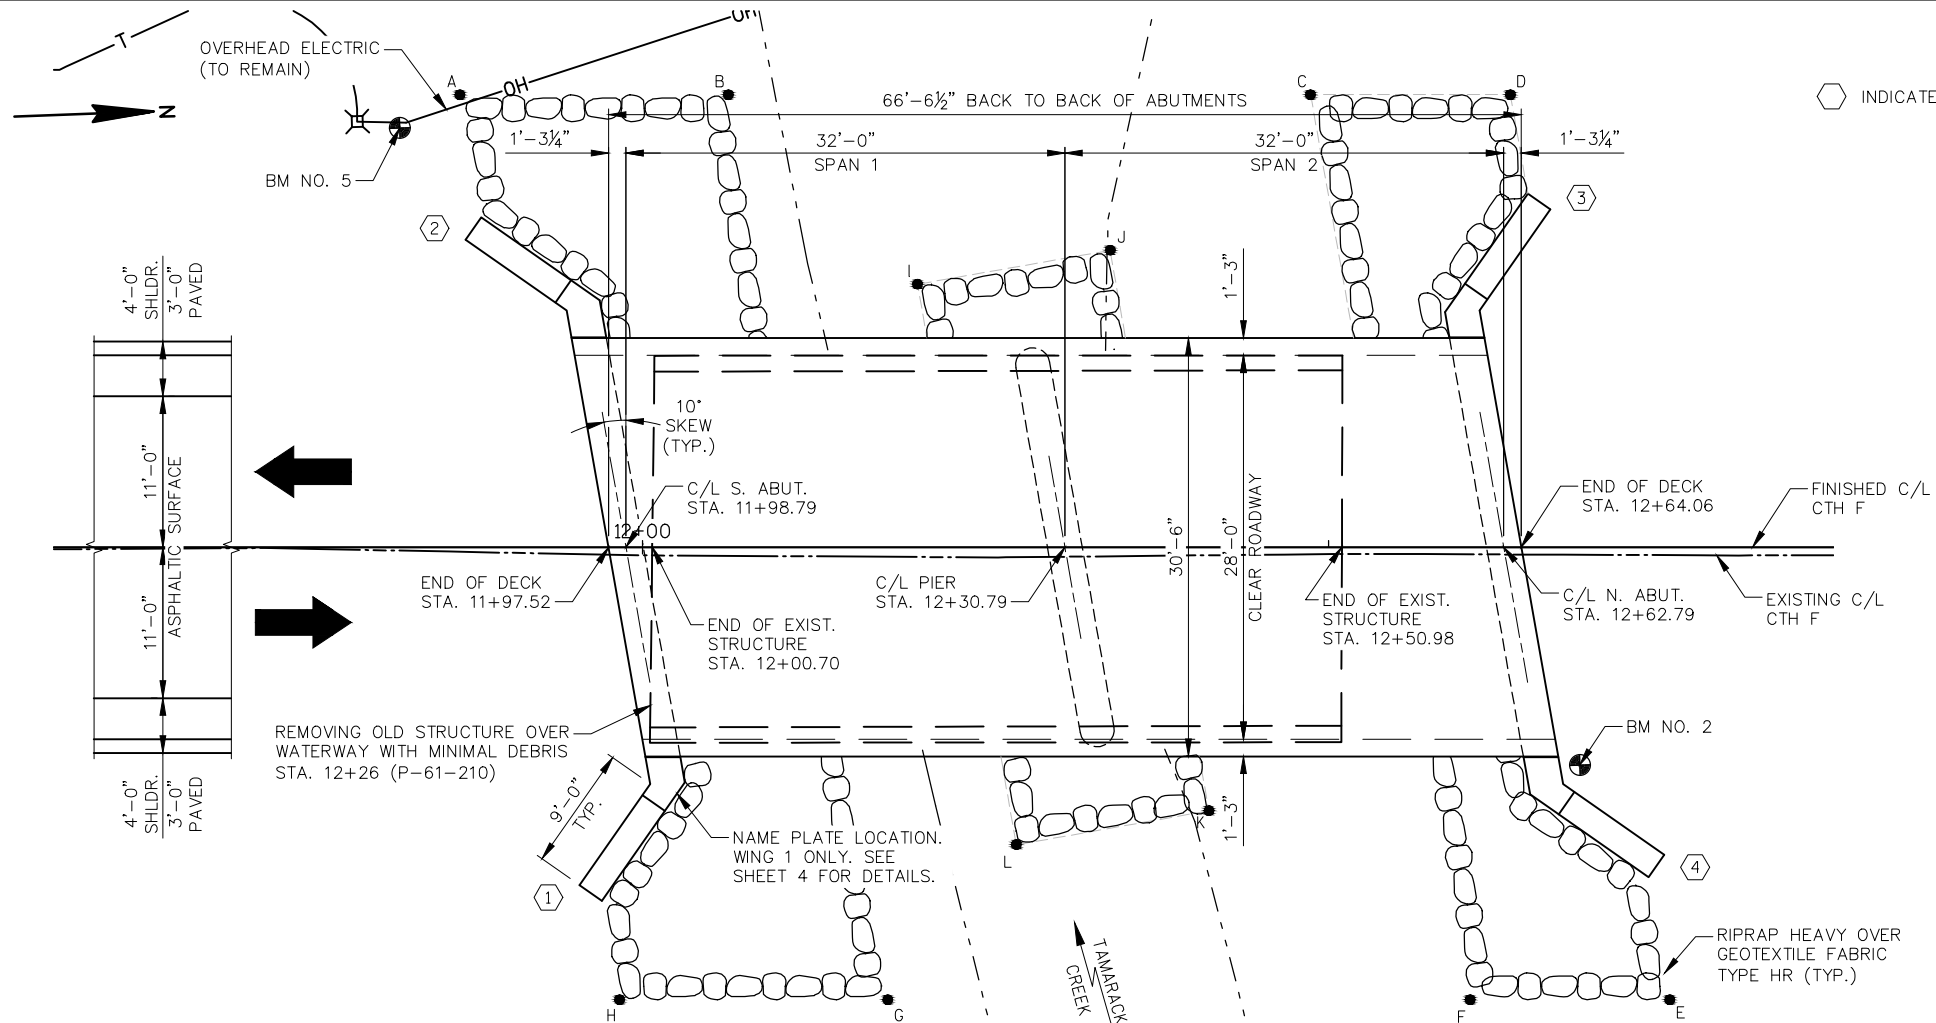 OH
T
OVERHEAD ELECTRIC
(TO REMAIN)
A
OH
B
C
D
66'-6½" BACK TO BACK OF ABUTMENTS
INDICATE
N
1'-3¼"
32'-0"
SPAN 1
32'-0"
SPAN 2
1'-3¼"
BM NO. 5
2
3
I
J
1'-3"
4'-0"
SHLDR.
3'-0"
PAVED
10°
SKEW
(TYP.)
11'-0"
ASPHALTIC SURFACE
11'-0"
C/L S. ABUT.
STA. 11+98.79
12+00
30'-6"
28'-0"
CLEAR ROADWAY
END OF DECK
STA. 12+64.06
FINISHED C/L
CTH F
END OF DECK
STA. 11+97.52
C/L PIER
STA. 12+30.79
END OF EXIST.
STRUCTURE
STA. 12+50.98
C/L N. ABUT.
STA. 12+62.79
EXISTING C/L
CTH F
END OF EXIST.
STRUCTURE
STA. 12+00.70
REMOVING OLD STRUCTURE OVER
WATERWAY WITH MINIMAL DEBRIS
STA. 12+26 (P-61-210)
BM NO. 2
4'-0"
SHLDR.
3'-0"
PAVED
9'-0"
TYP.
NAME PLATE LOCATION.
WING 1 ONLY. SEE
SHEET 4 FOR DETAILS.
L
K
1'-3"
1
4
TAMARACK
CREEK
RIPRAP HEAVY OVER
GEOTEXTILE FABRIC
TYPE HR (TYP.)
H
G
F
E